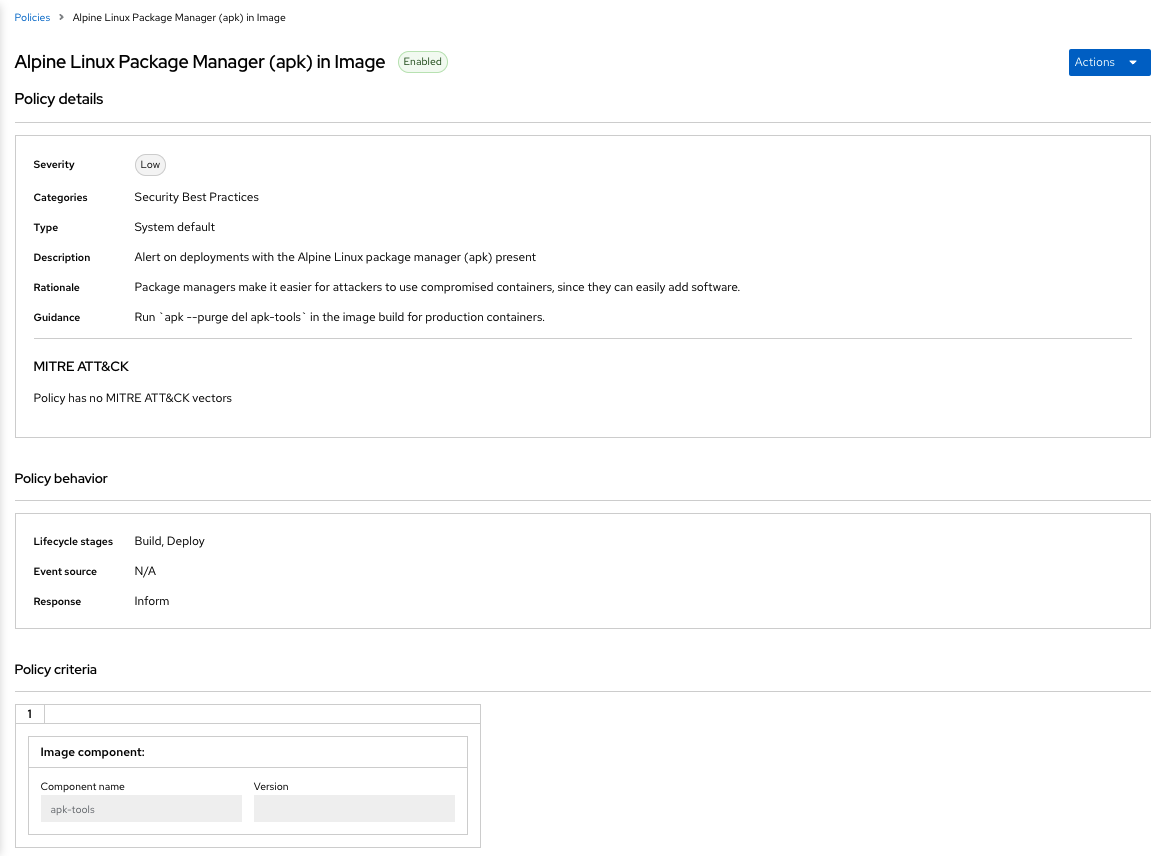 Policies > Alpine Linux Package Manager (apk) in Image
Alpine Linux Package Manager (apk) in Image Enabled
Actions
Policy details
Severity Low
Categories Security Best Practices
Type System default
Description Alert on deployments with the Alpine Linux package manager (apk) present
Rationale Package managers make it easier for attackers to use compromised containers, since they can easily add software.
Guidance Run `apk --purge del apk-tools` in the image build for production containers.
MITRE ATT&CK
Policy has no MITRE ATT&CK vectors
Policy behavior
Lifecycle stages Build, Deploy
Event source N/A
Response Inform
Policy criteria
1
Image component:
Component name Version
apk-tools